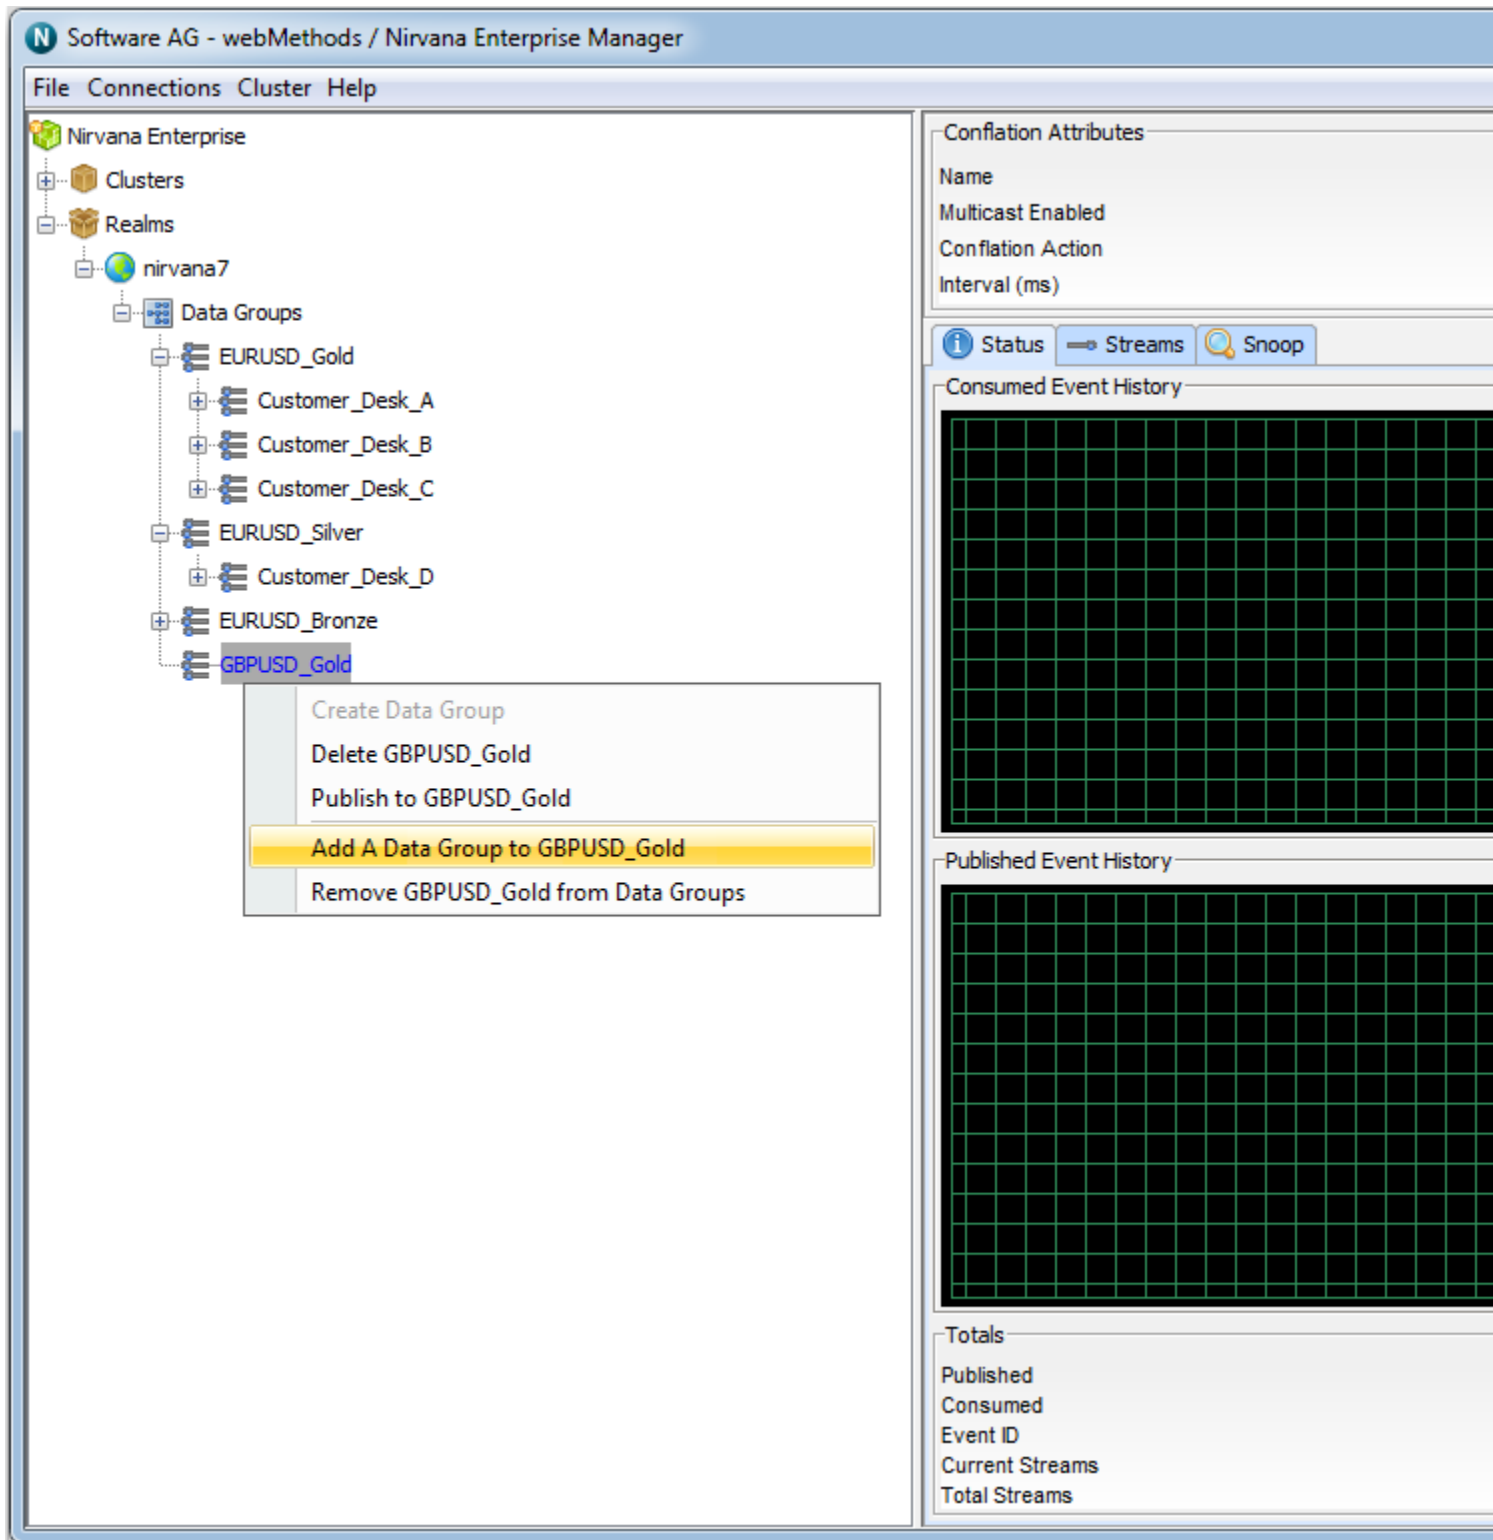 N Software AG - webMethods / Nirvana Enterprise Manager
File Connections Cluster Help
Nirvana Enterprise
Clusters
Realms
nirvana7
Data Groups
EURUSD_Gold
Customer_Desk_A
Customer_Desk_B
Customer_Desk_C
EURUSD_Silver
Customer_Desk_D
EURUSD_Bronze
GBPUSD_Gold
Create Data Group
Delete GBPUSD_Gold
Publish to GBPUSD_Gold
Add A Data Group to GBPUSD_Gold
Remove GBPUSD_Gold from Data Groups
Conflation Attributes
Name
Multicast Enabled
Conflation Action
Interval (ms)
Status Streams Snoop
Consumed Event History
Published Event History
Totals
Published
Consumed
Event ID
Current Streams
Total Streams